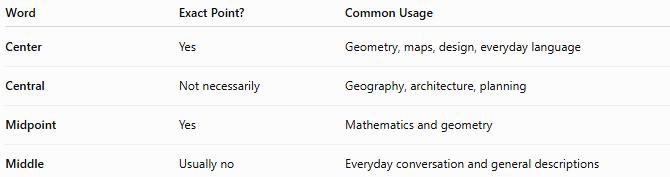 Word Exact Point? Common Usage
Center Yes Geometry, maps, design, everyday language
Central Not necessarily Geography, architecture, planning
Midpoint Yes Mathematics and geometry
Middle Usually no Everyday conversation and general descriptions